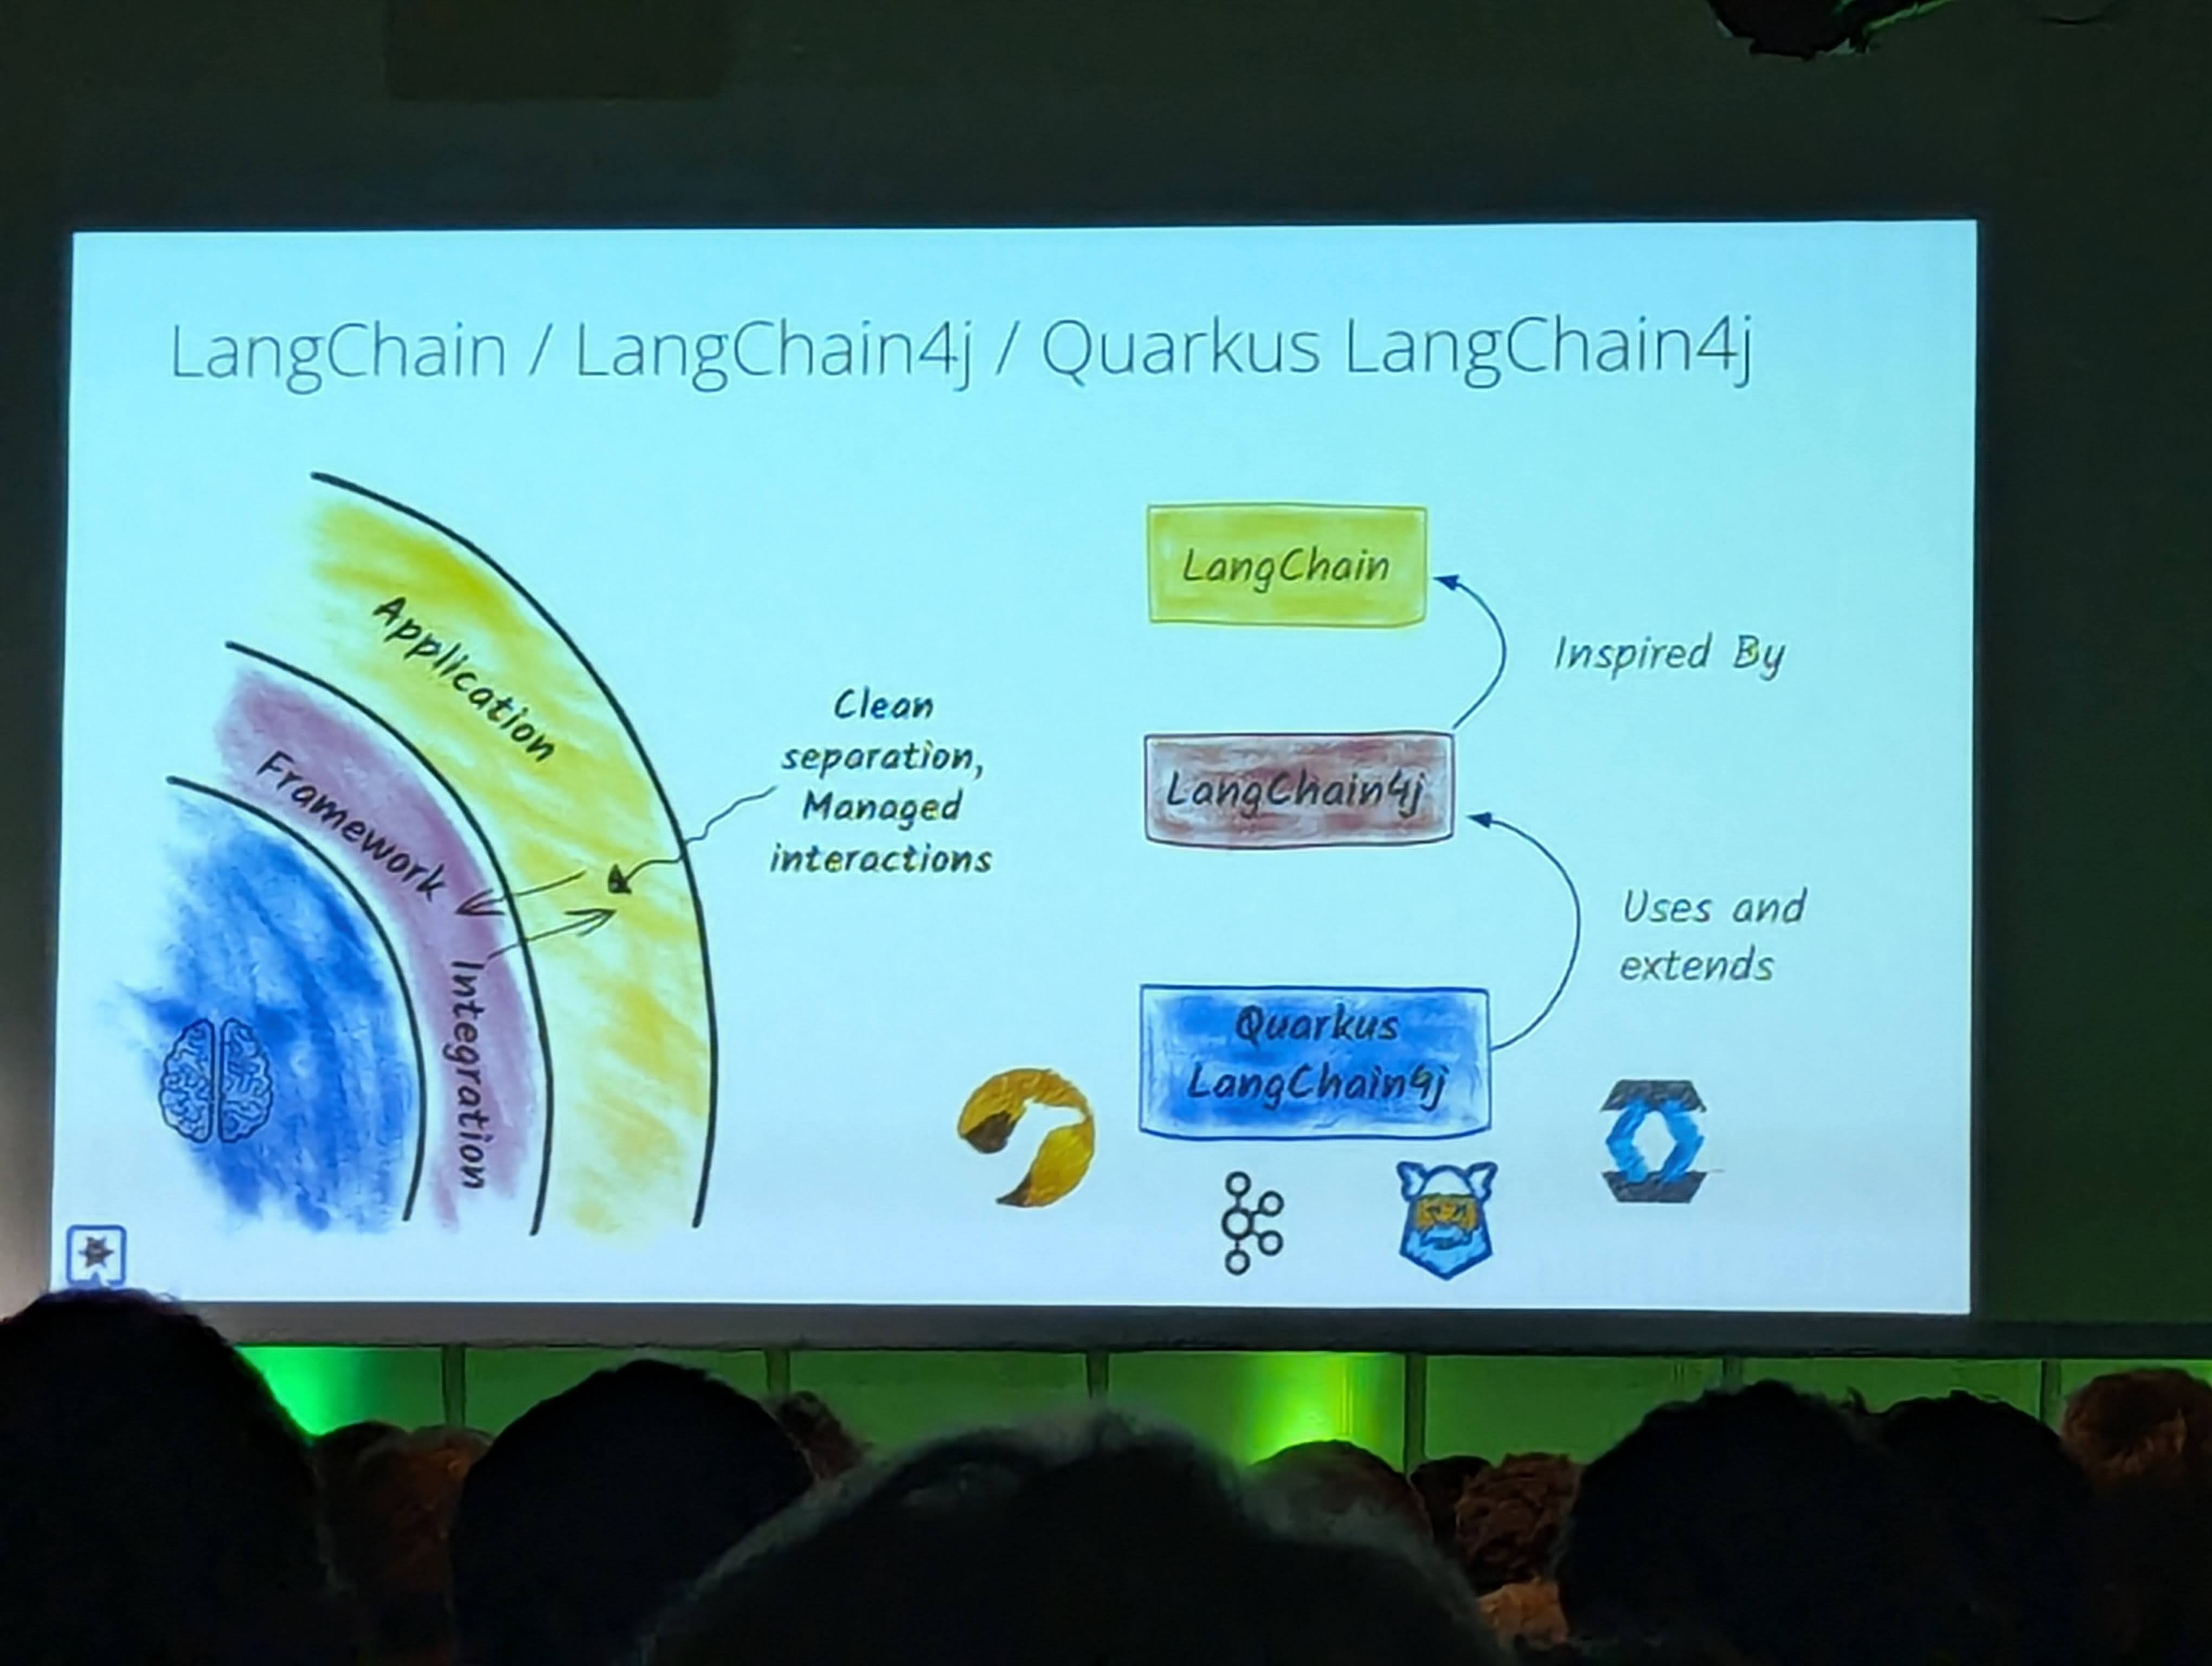 LangChain / LangChain4j / Quarkus LangChain4j
Application
Framework
Integration
Clean
separation,
Managed
interactions
LangChain
Inspired By
LangChain4j
Uses and
extends
Quarkus
LangChain4j